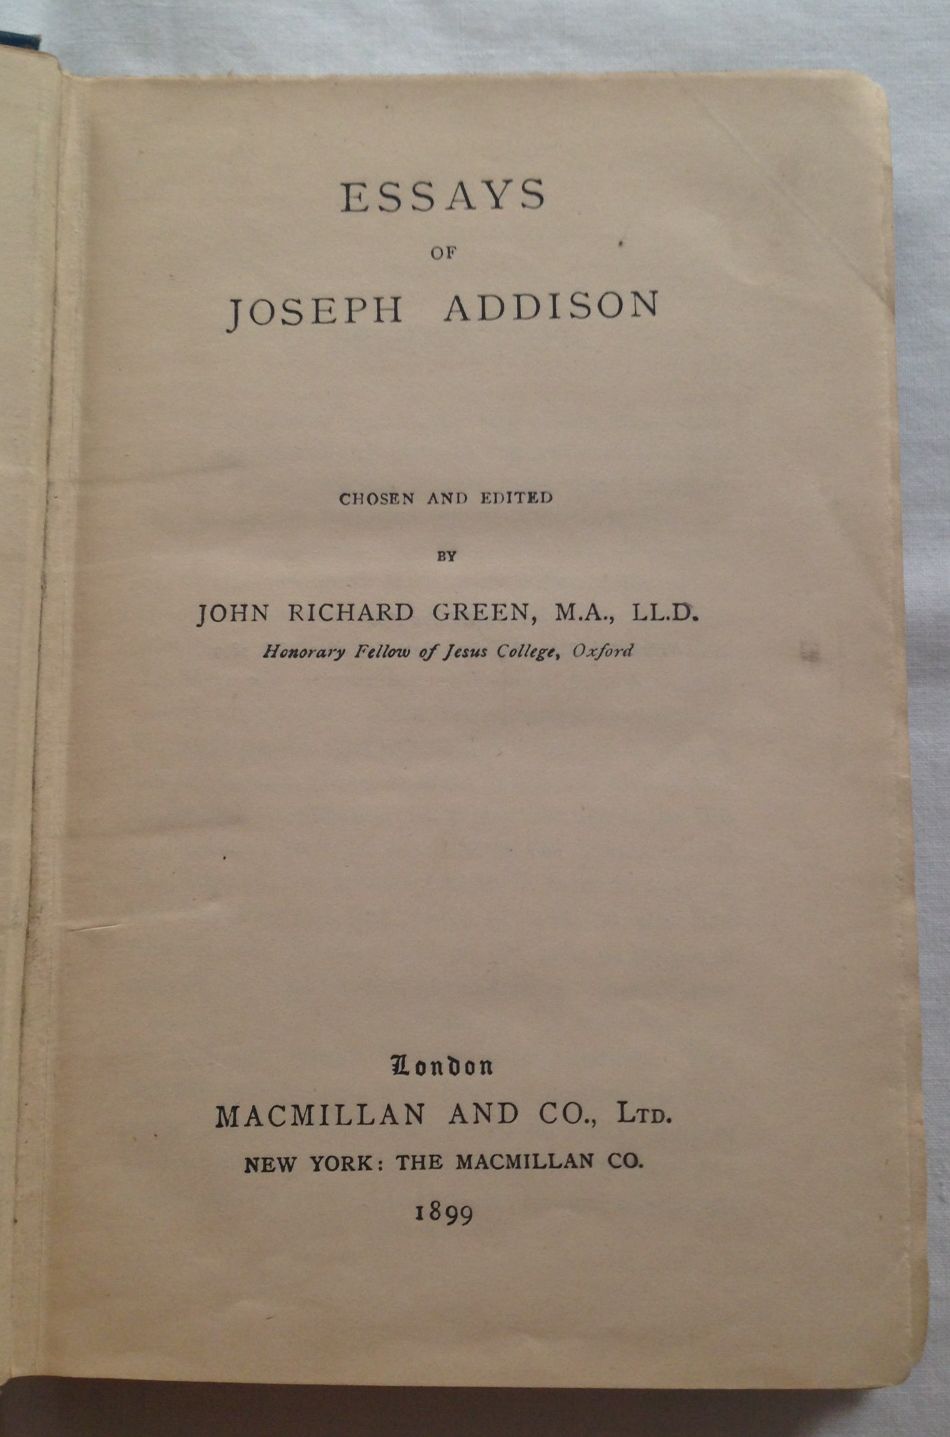 ESSAYS
OF
JOSEPH ADDISON
CHOSEN AND EDITED
BY
JOHN RICHARD GREEN, M.A., LL.D.
Honorary Fellow of Jesus College, Oxford
London
MACMILLAN AND CO., LTD.
NEW YORK: THE MACMILLAN CO.
1899